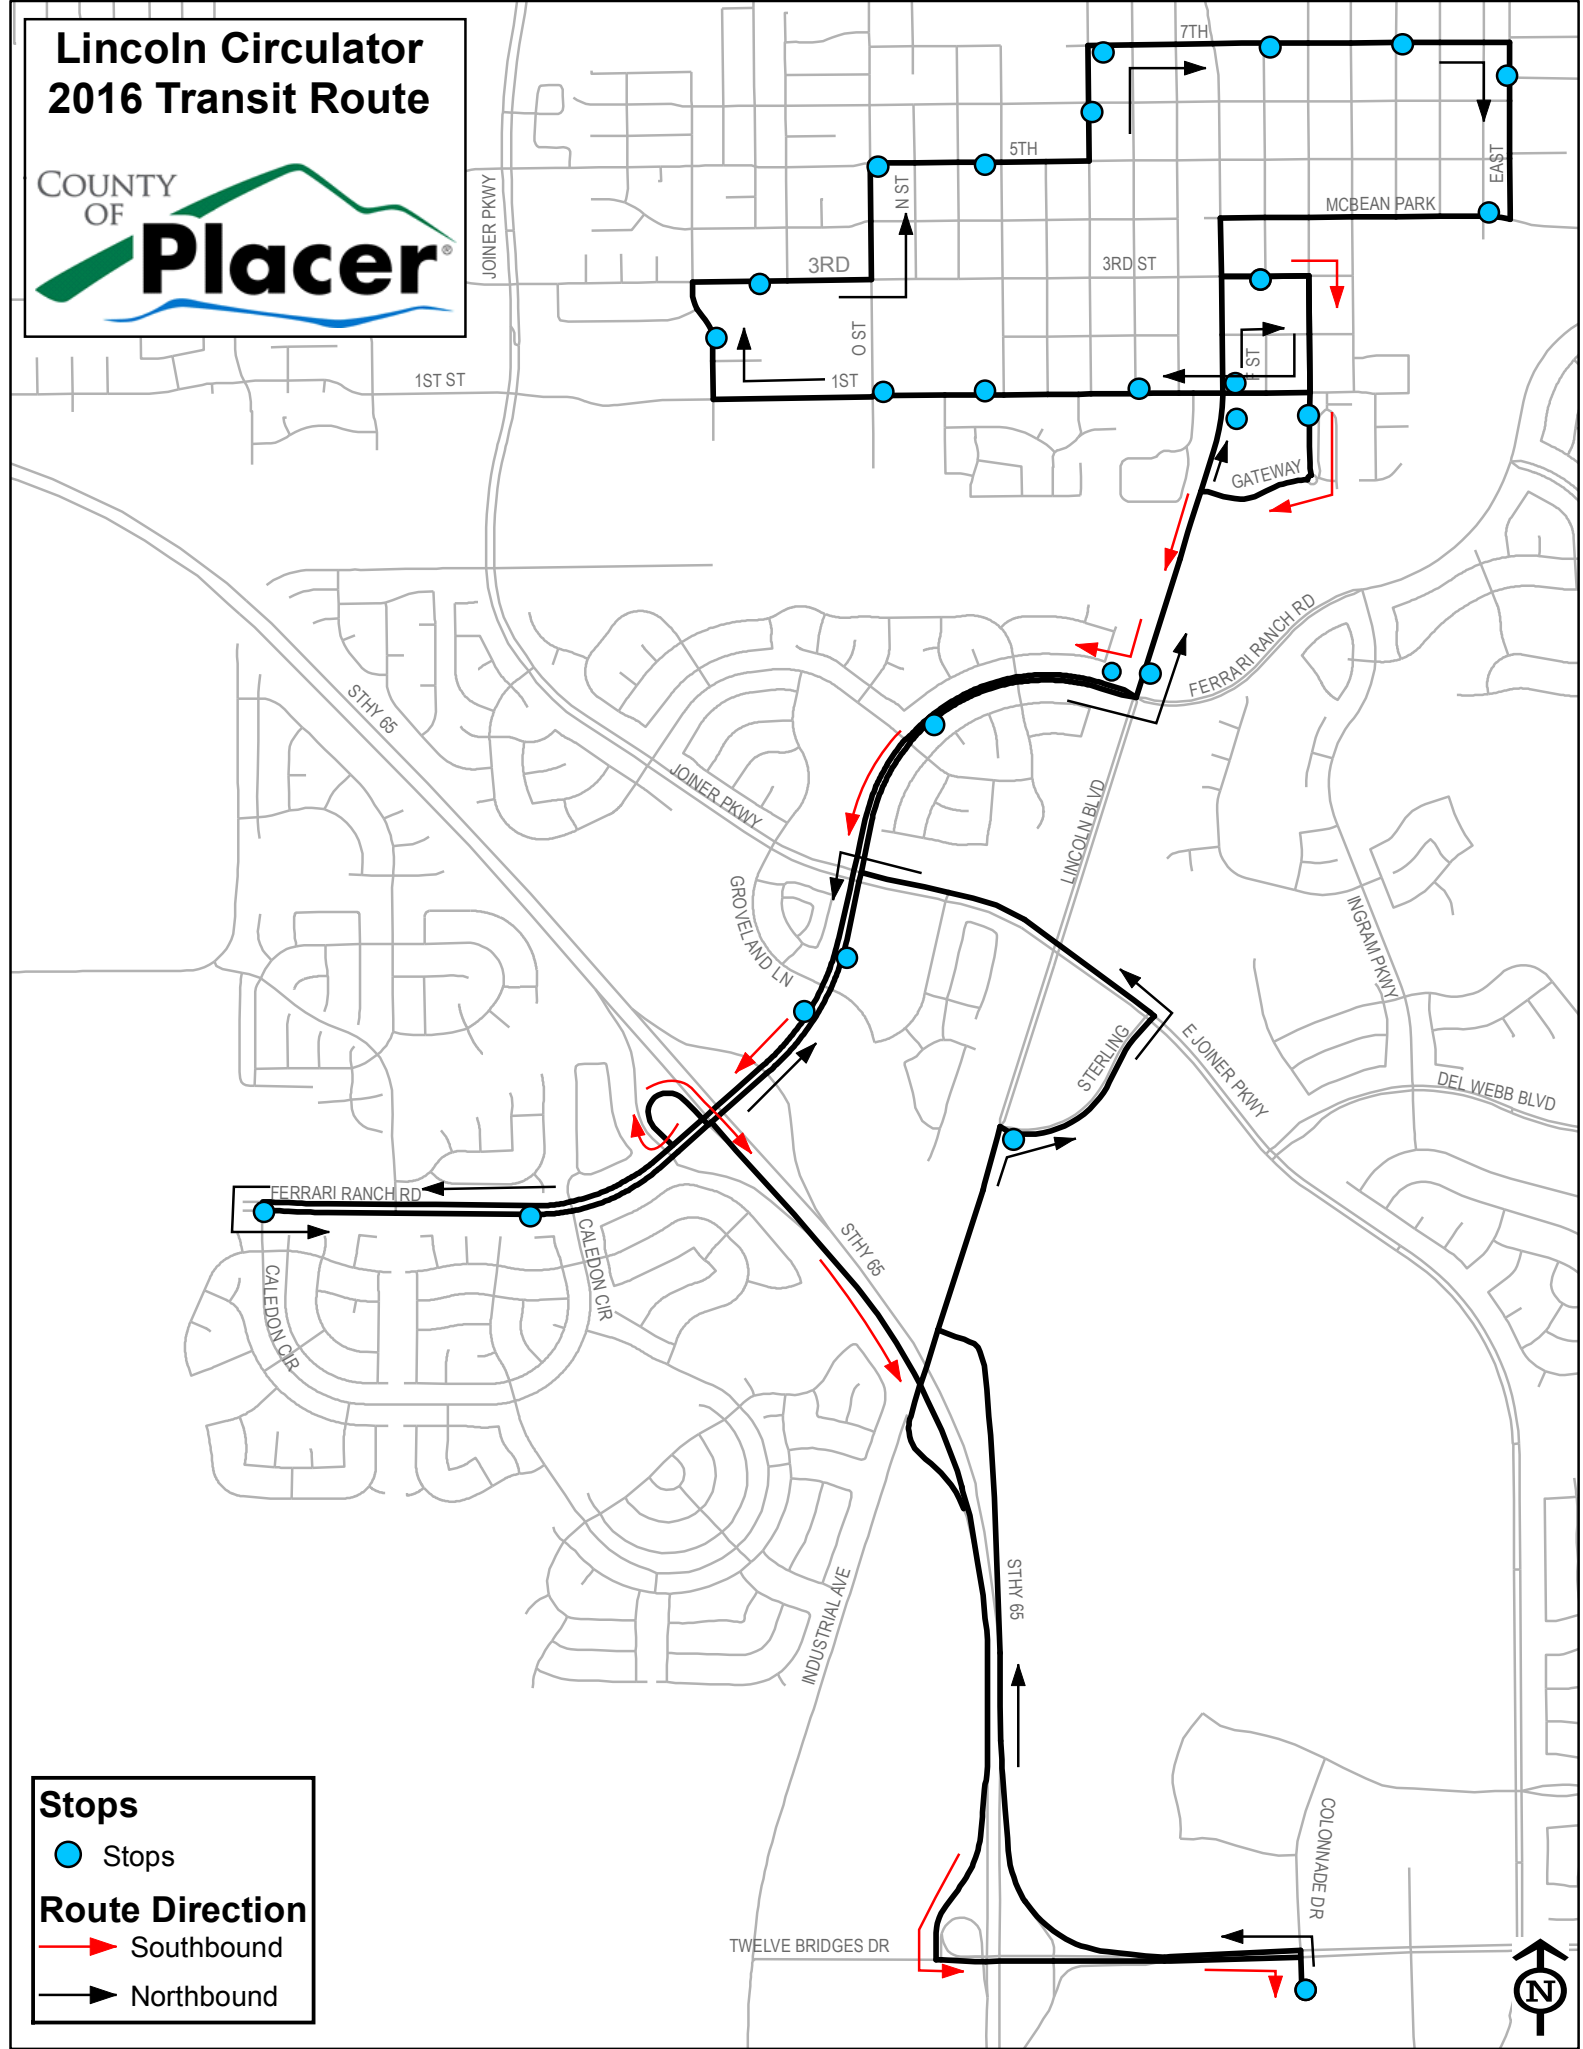 Lincoln Circulator
2016 Transit Route
COUNTY
OF
Placer®
7TH
5TH
EAST
N ST
MCBEAN PARK
JOINER PKWY
3RD
3RD ST
O ST
F ST
1ST ST
1ST
GATEWAY
FERRARI RANCH RD
STHY 65
JOINER PKWY
LINCOLN BLVD
GROVELAND LN
INGRAM PKWY
STERLING
E JOINER PKWY
DEL WEBB BLVD
FERRARI RANCH RD
CALEDON CIR
STHY 65
CALEDON CIR
INDUSTRIAL AVE
STHY 65
COLONNADE DR
TWELVE BRIDGES DR
Stops
Stops
Route Direction
Southbound
Northbound
N